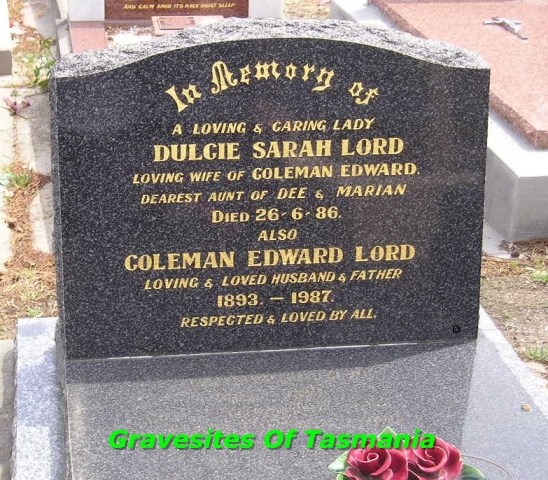 AND CALM AMID ITS RACE DIDST SLEEP
In Memory of
A LOVING & CARING LADY
DULCIE SARAH LORD
LOVING WIFE OF COLEMAN EDWARD.
DEAREST AUNT OF DEE & MARIAN
DIED 26-6-86.
ALSO
COLEMAN EDWARD LORD
LOVING & LOVED HUSBAND & FATHER
1893. – 1987.
RESPECTED & LOVED BY ALL.
Gravesites Of Tasmania